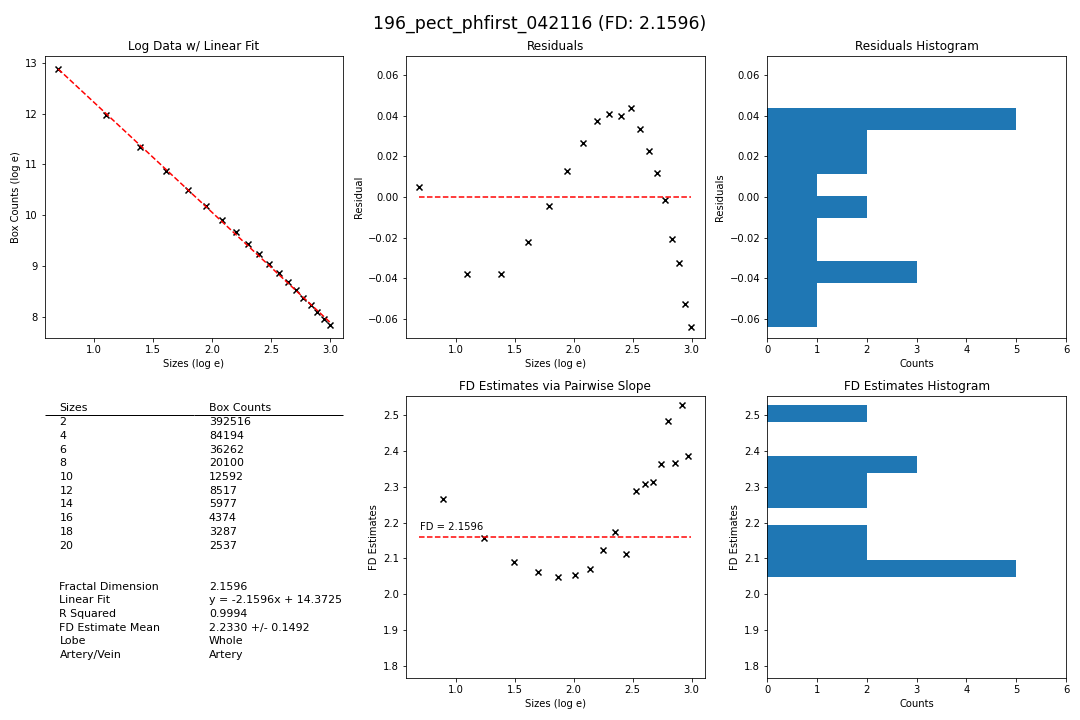 196_pect_phfirst_042116 (FD: 2.1596)
Log Data w/ Linear Fit
13
12
11
10
9
8
Box Counts (log e)
1.0 1.5 2.0 2.5 3.0
Sizes (log e)
Residuals
0.06
0.04
0.02
0.00
−0.02
−0.04
−0.06
Residual
1.0 1.5 2.0 2.5 3.0
Sizes (log e)
Residuals Histogram
0.06
0.04
0.02
0.00
−0.02
−0.04
−0.06
Residuals
0 1 2 3 4 5 6
Counts
Sizes Box Counts
2 392516
4 84194
6 36262
8 20100
10 12592
12 8517
14 5977
16 4374
18 3287
20 2537
Fractal Dimension 2.1596
Linear Fit y = -2.1596x + 14.3725
R Squared 0.9994
FD Estimate Mean 2.2330 +/- 0.1492
Lobe Whole
Artery/Vein Artery
FD Estimates via Pairwise Slope
2.5
2.4
2.3
2.2
2.1
2.0
1.9
1.8
FD Estimates
FD = 2.1596
1.0 1.5 2.0 2.5 3.0
Sizes (log e)
FD Estimates Histogram
2.5
2.4
2.3
2.2
2.1
2.0
1.9
1.8
FD Estimates
0 1 2 3 4 5 6
Counts